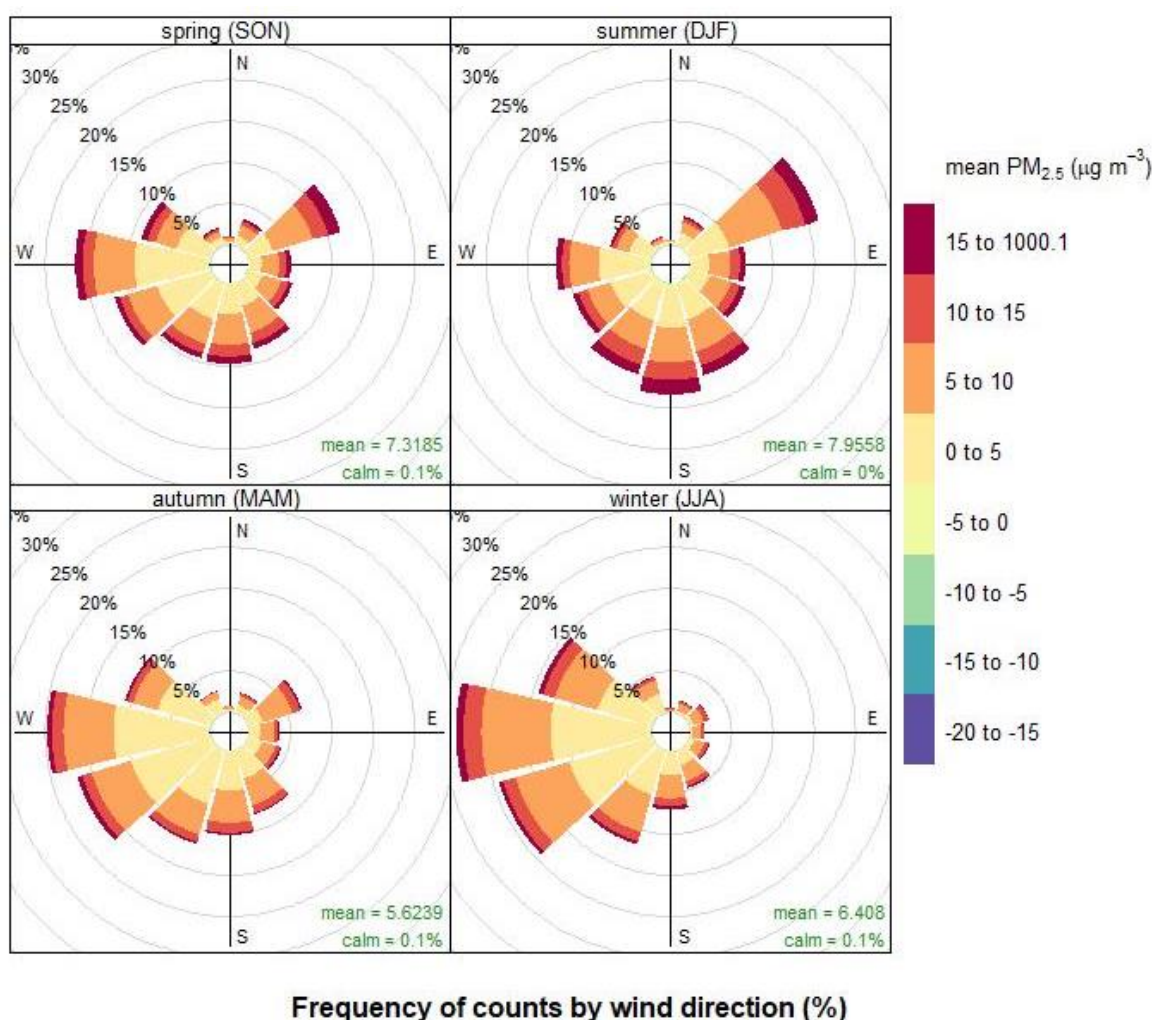 spring (SON)
%
30%
25%
20%
15%
10%
5%
N
W
E
S
mean = 7.3185
calm = 0.1%
summer (DJF)
30%
25%
20%
15%
10%
5%
N
W
E
S
mean = 7.9558
calm = 0%
autumn (MAM)
%
30%
25%
20%
15%
10%
5%
N
W
E
S
mean = 5.6239
calm = 0.1%
winter (JJA)
%
30%
25%
20%
15%
10%
5%
N
W
E
S
mean = 6.408
calm = 0.1%
mean PM₂.₅ (μg m⁻³)
15 to 1000.1
10 to 15
5 to 10
0 to 5
-5 to 0
-10 to -5
-15 to -10
-20 to -15
Frequency of counts by wind direction (%)